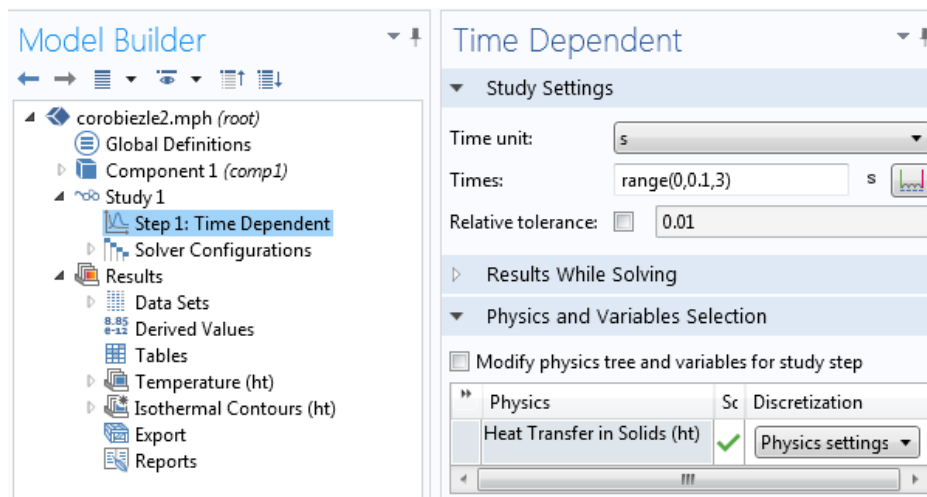 Model Builder
corobiezle2.mph (root)
Global Definitions
Component 1 (comp1)
Study 1
Step 1: Time Dependent
Solver Configurations
Results
Data Sets
8.85
e-12
Derived Values
Tables
Temperature (ht)
Isothermal Contours (ht)
Export
Reports
Time Dependent
Study Settings
Time unit: s
Times: range(0,0.1,3) s
Relative tolerance: 0.01
Results While Solving
Physics and Variables Selection
Modify physics tree and variables for study step
Physics Sc Discretization
Heat Transfer in Solids (ht) Physics settings